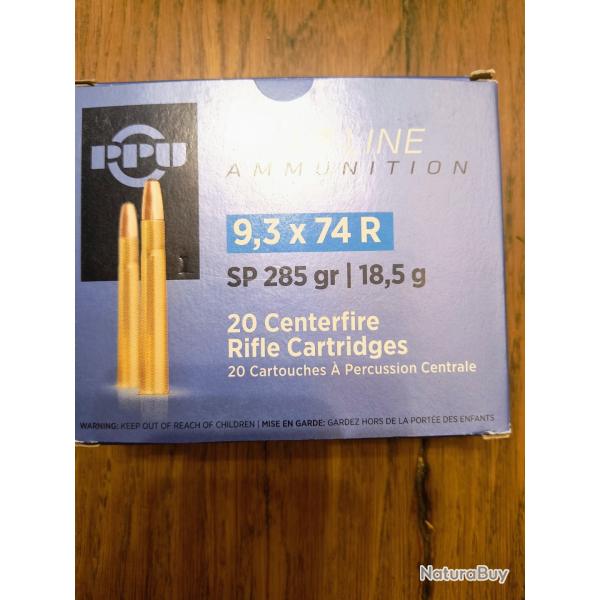 PPU
LINE
AMMUNITION
9,3 x 74 R
SP 285 gr | 18,5 g
20 Centerfire
Rifle Cartridges
20 Cartouches À Percussion Centrale
WARNING: KEEP OUT OF REACH OF CHILDREN | MISE EN GARDE: GARDEZ HORS DE LA PORTÉE DES ENFANTS
NaturaBuy